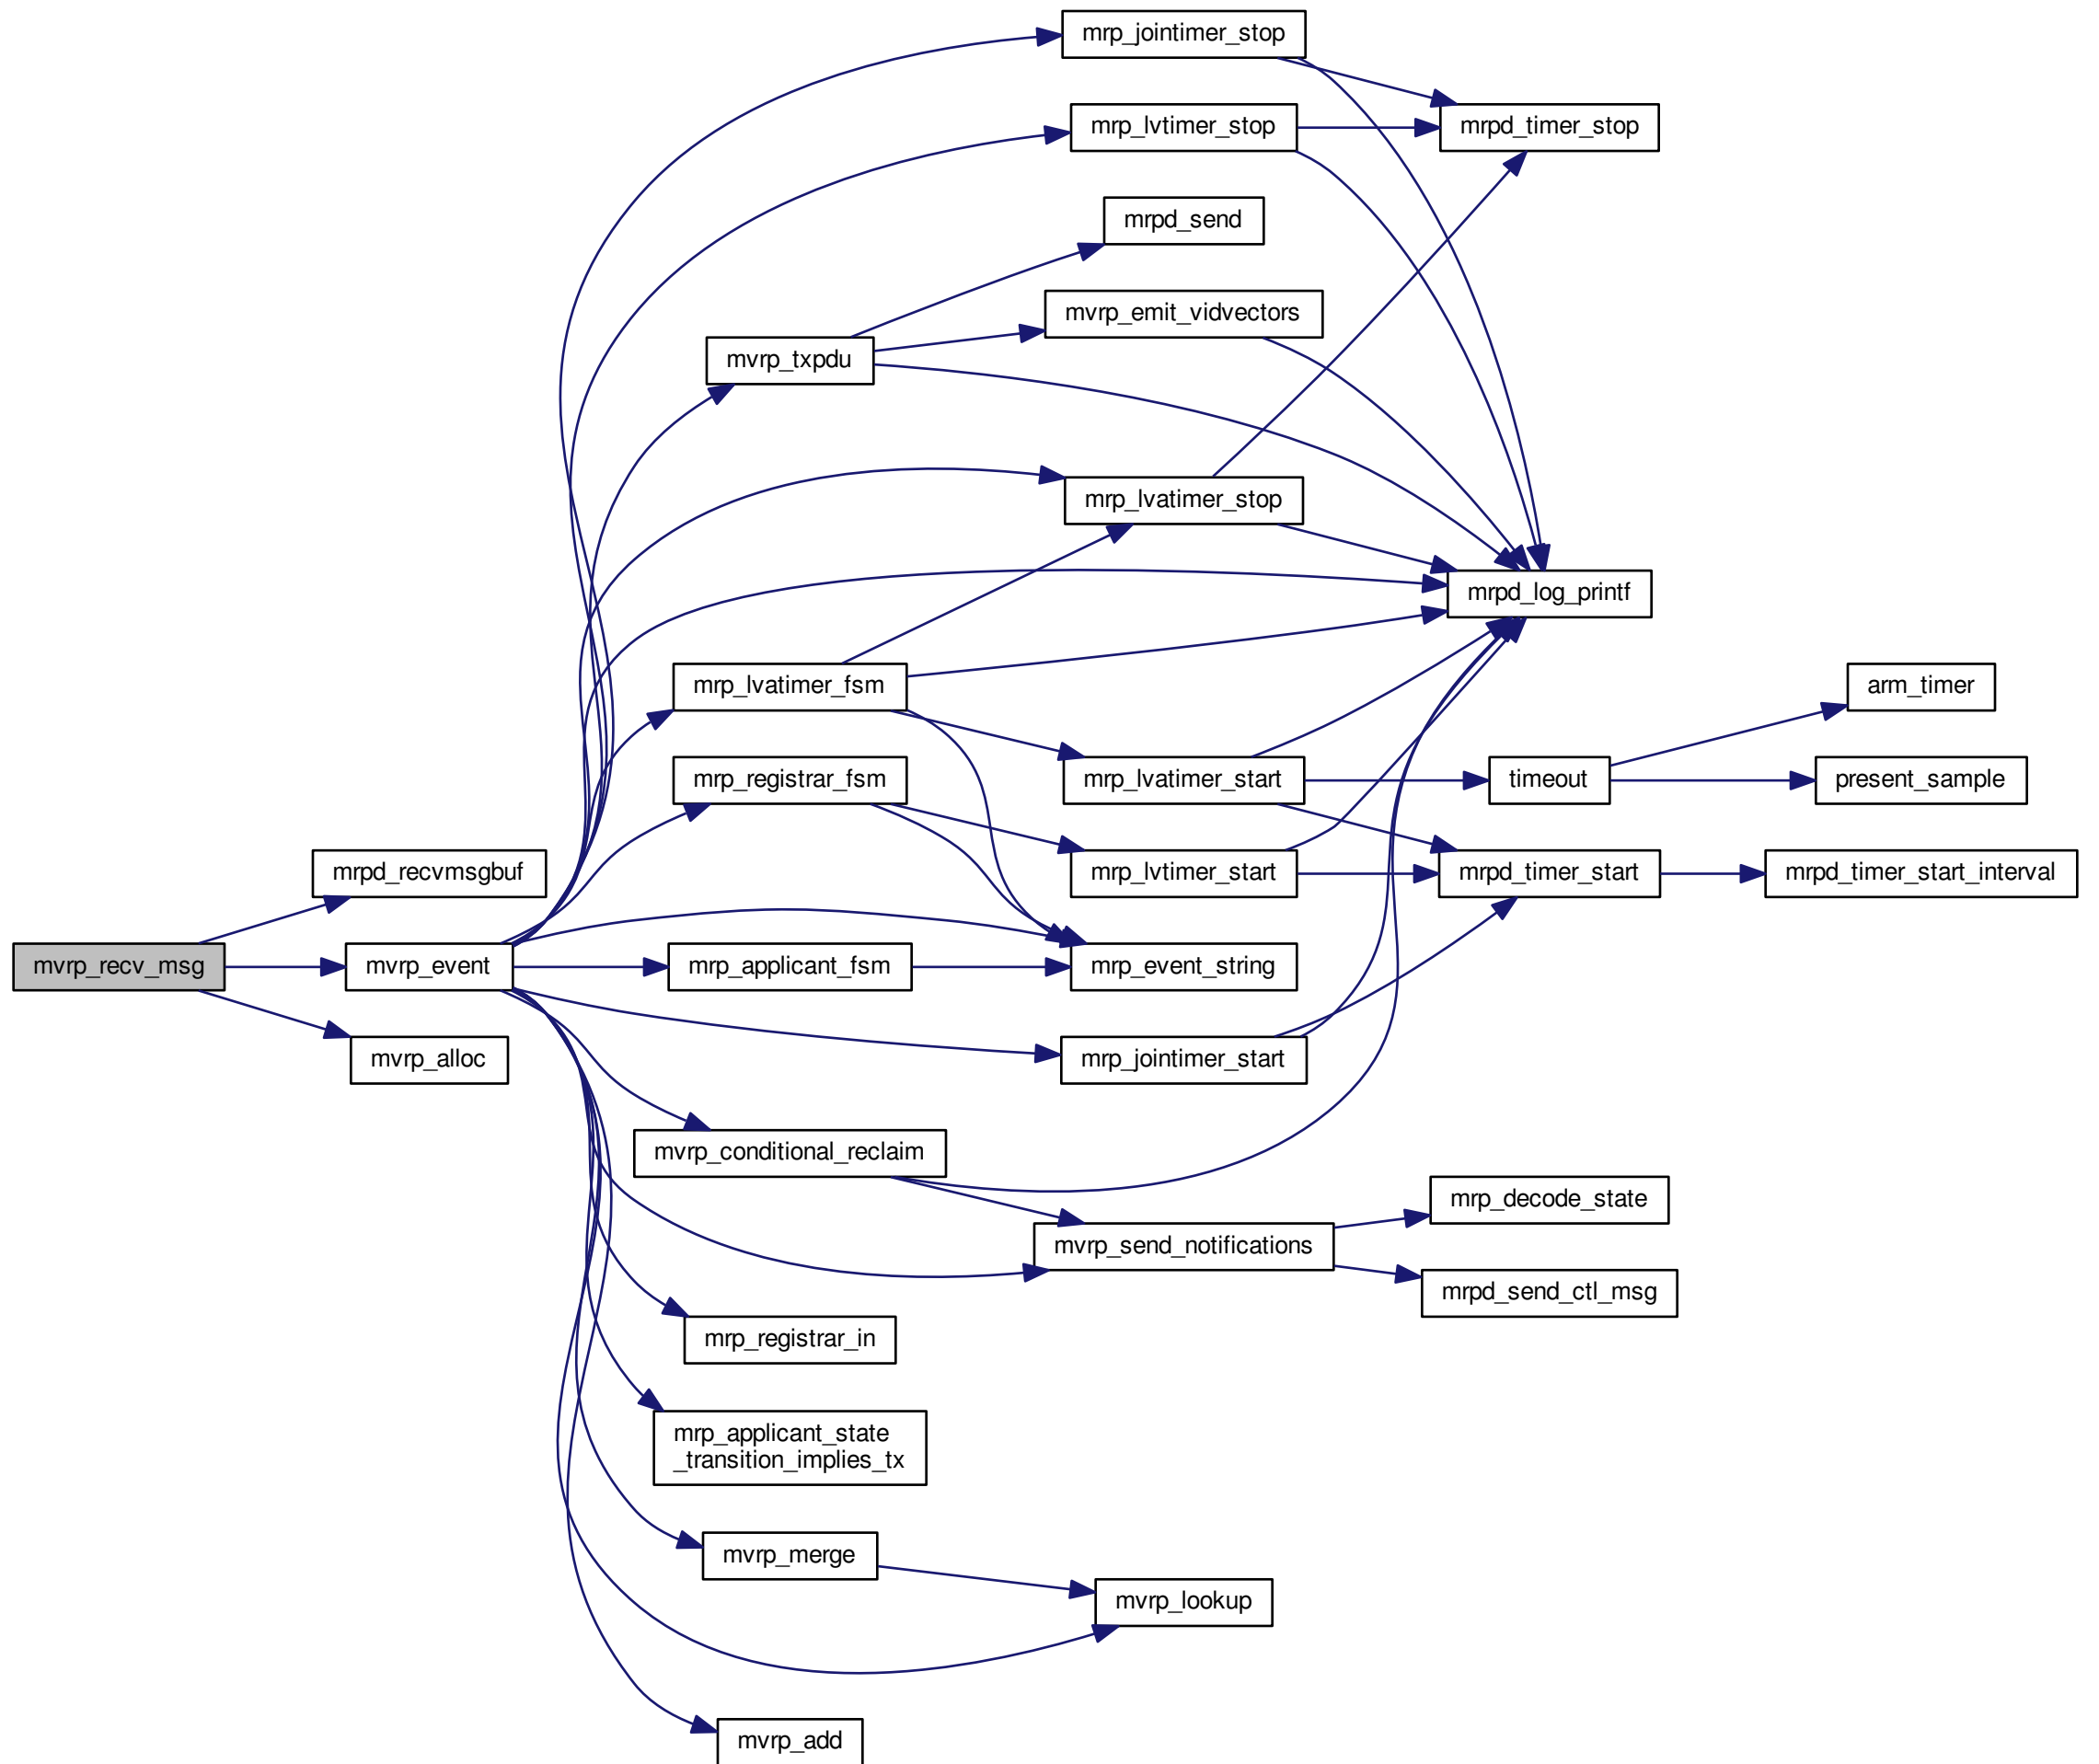 mrp_jointimer_stop
mrp_lvtimer_stop
mrpd_timer_stop
mrpd_send
mvrp_emit_vidvectors
mvrp_txpdu
mrp_lvatimer_stop
mrpd_log_printf
mrp_lvatimer_fsm
arm_timer
mrp_registrar_fsm
mrp_lvatimer_start
timeout
present_sample
mrpd_recvmsgbuf
mrp_lvtimer_start
mrpd_timer_start
mrpd_timer_start_interval
mvrp_recv_msg
mvrp_event
mrp_applicant_fsm
mrp_event_string
mvrp_alloc
mrp_jointimer_start
mvrp_conditional_reclaim
mrp_decode_state
mvrp_send_notifications
mrpd_send_ctl_msg
mrp_registrar_in
mrp_applicant_state
_transition_implies_tx
mvrp_merge
mvrp_lookup
mvrp_add